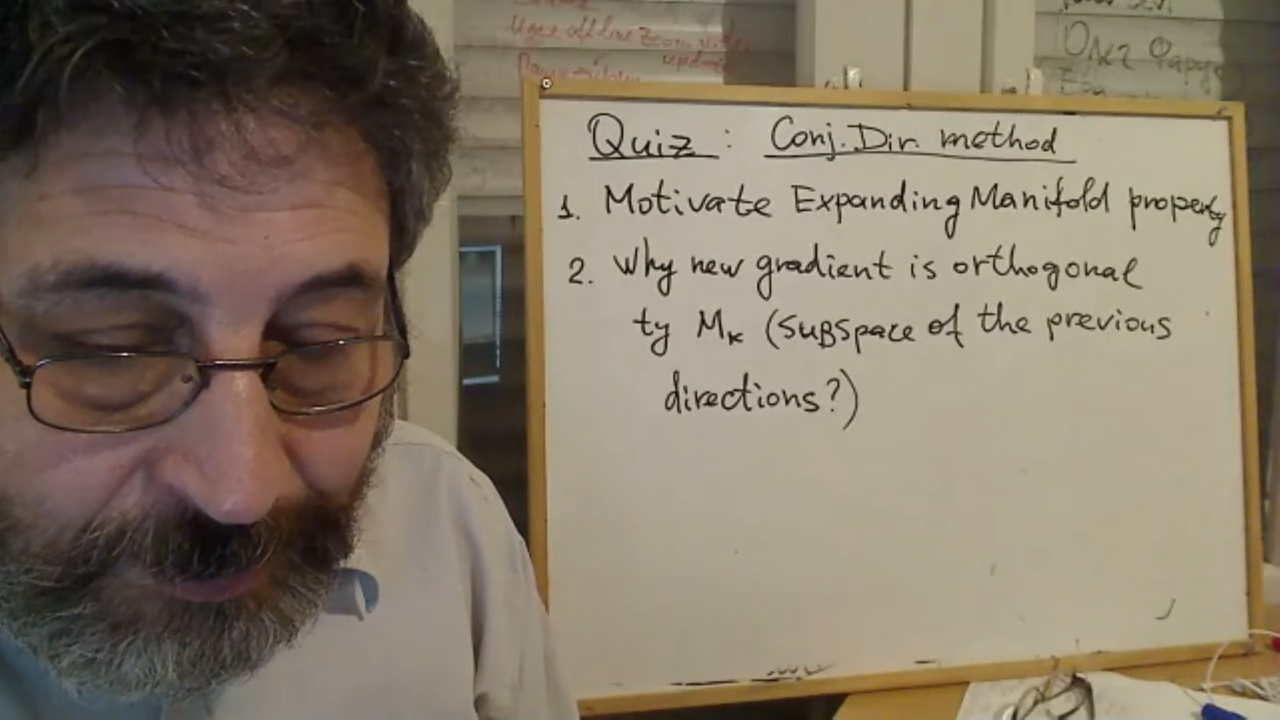 Quiz : Conj. Dir. method
1. Motivate Expanding Manifold property
2. Why new gradient is orthogonal
ty Mk (subspace of the previous
directions?)